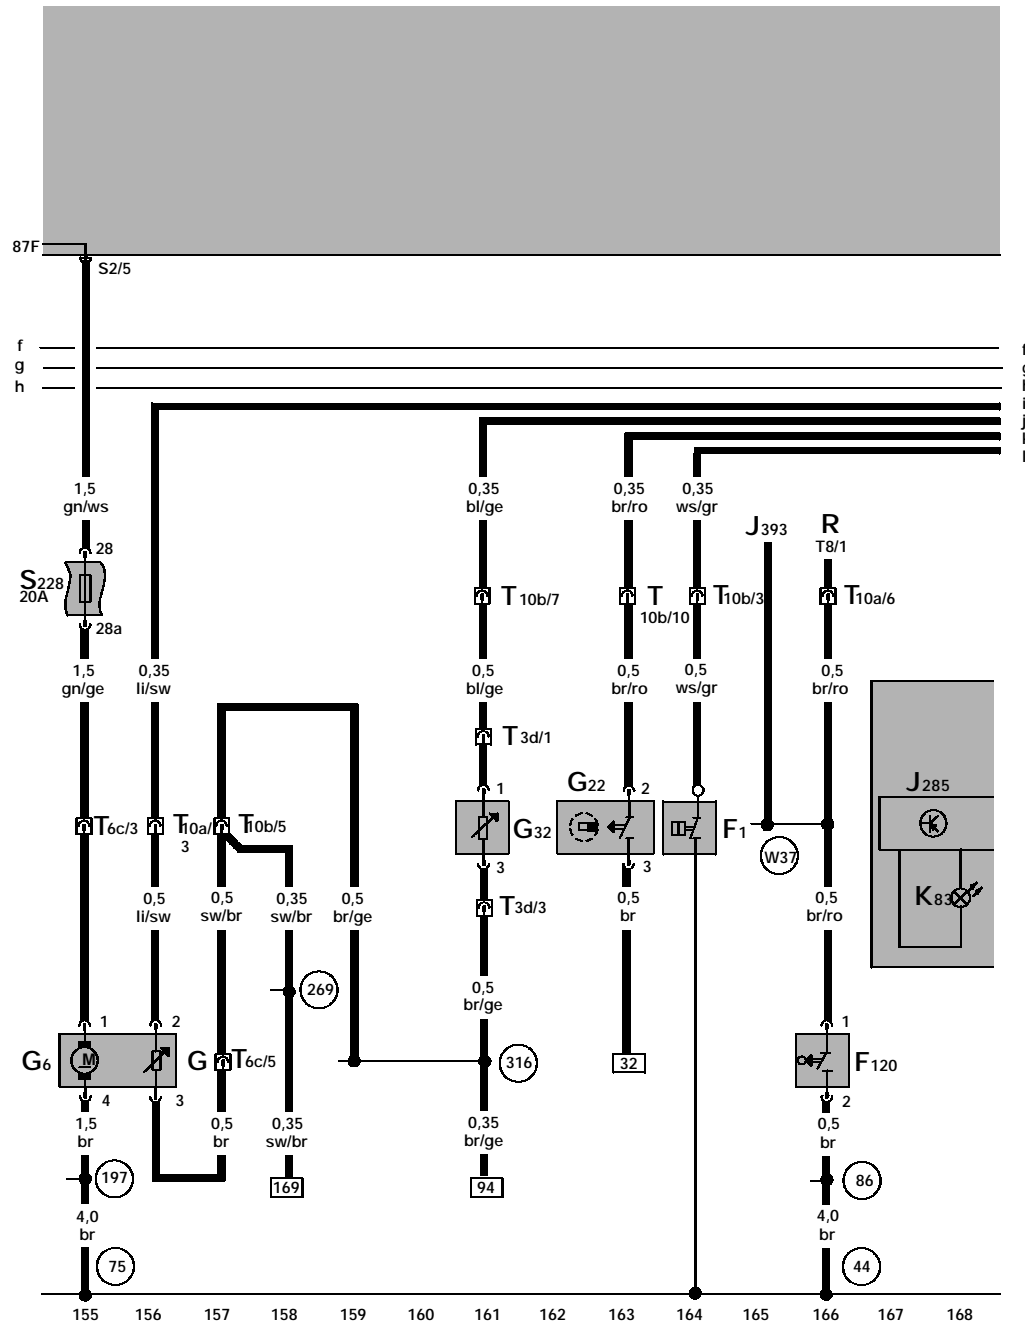 87F
S2/5
f
g
h
i
j
1,5
gn/ws
0,35
bl/ge
0,35
br/ro
0,35
ws/gr
J393
R
T8/1
28
S228
20A
28a
T10b/7
T
10b/10
T10b/3
T10a/6
1,5
gn/ge
0,35
li/sw
0,5
bl/ge
0,5
br/ro
0,5
ws/gr
0,5
br/ro
T3d/1
1
G22
2
J285
T6c/3
T10a/
3
T10b/5
G32
F1
W37
3
3
K83
0,5
li/sw
0,5
sw/br
0,35
sw/br
0,5
br/ge
T3d/3
0,5
br
0,5
br/ro
269
0,5
br/ge
1
2
1
G6
M
G
T6c/5
316
32
F120
4
3
2
1,5
br
0,5
br
0,35
sw/br
0,35
br/ge
0,5
br
197
169
94
86
4,0
br
4,0
br
75
44
155 156 157 158 159 160 161 162 163 164 165 166 167 168